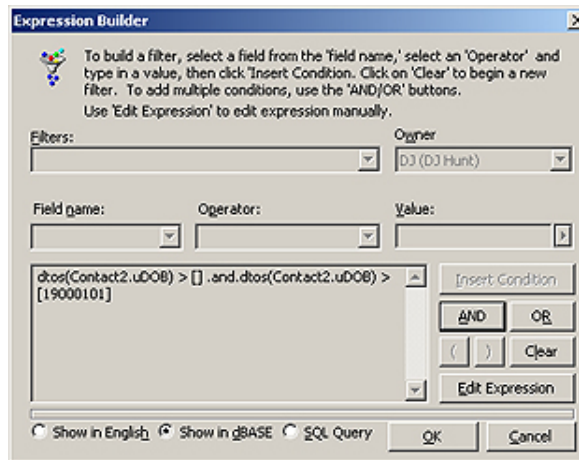 Expression Builder
To build a filter, select a field from the 'field name,' select an 'Operator' and
type in a value, then click 'Insert Condition. Click on 'Clear' to begin a new
filter. To add multiple conditions, use the 'AND/OR' buttons.
Use 'Edit Expression' to edit expression manually.
Filters:
Owner
DJ (DJ Hunt)
Field name:
Operator:
Value:
dtos(Contact2.uDOB) > [] .and.dtos(Contact2.uDOB) >
[19000101]
Insert Condition
AND
OR
(
)
Clear
Edit Expression
Show in English
Show in dBASE
SQL Query
OK
Cancel